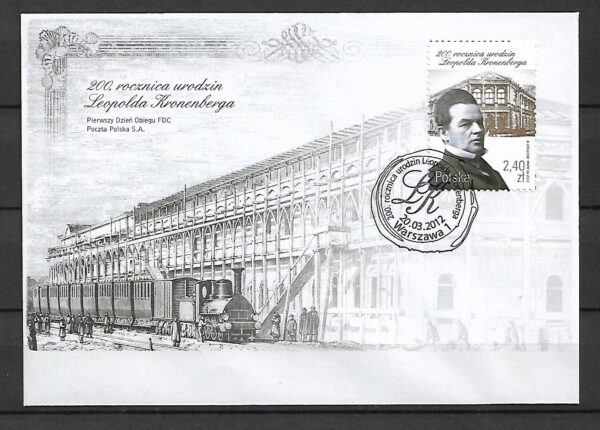 200. rocznica urodzin
Leopolda Kronenberga
Pierwszy Dzień Obiegu FDC
Poczta Polska S.A.
200. rocznica urodzin
Leopolda Kronenberga
Polska
2,40
zł
200. rocznica urodzin Leopolda Kronenberga
LK
20.03.2012
Warszawa 1